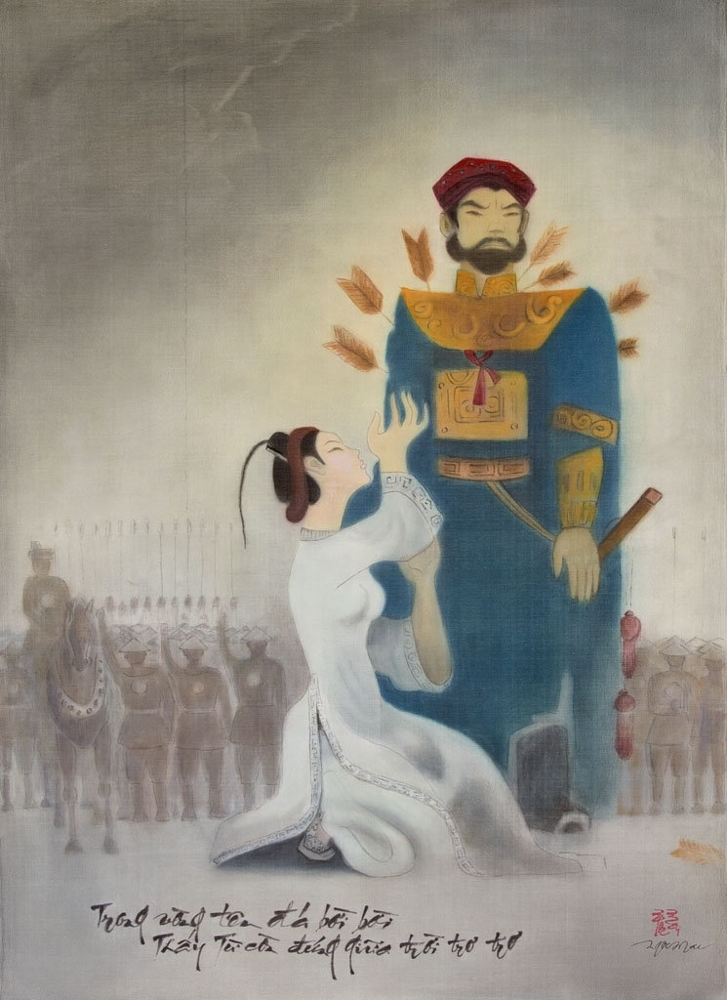 Trong vòng tên đá bời bời
Thấy Từ còn đứng giữa trời trơ trơ